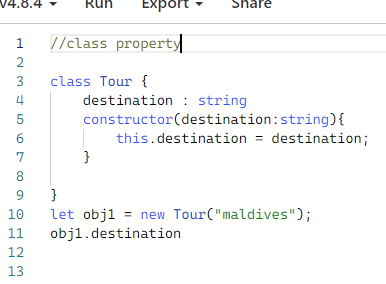 v4.8.4 Run Export Share
1 //class property
2
3 class Tour {
4     destination : string
5     constructor(destination:string){
6         this.destination = destination;
7     }
8
9 }
10 let obj1 = new Tour("maldives");
11 obj1.destination
12
13